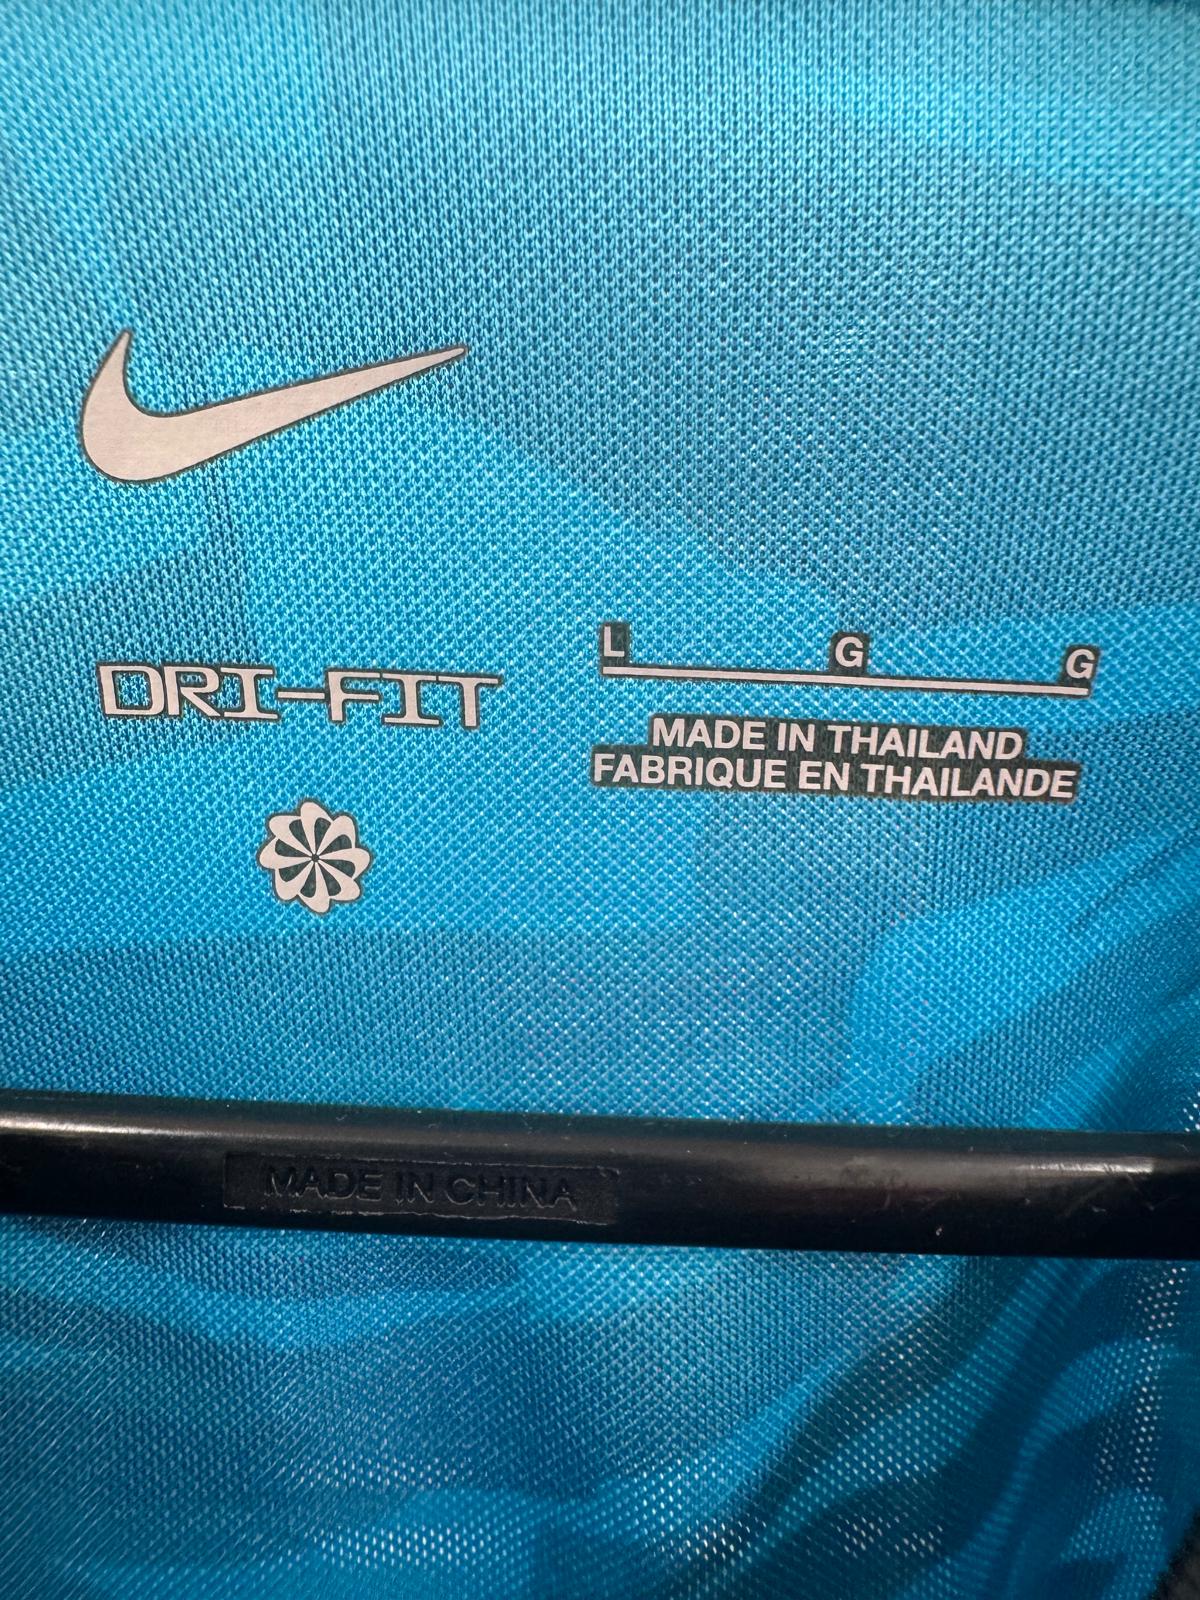 DRI-FIT
L G G
MADE IN THAILAND
FABRIQUE EN THAILANDE
MADE IN CHINA